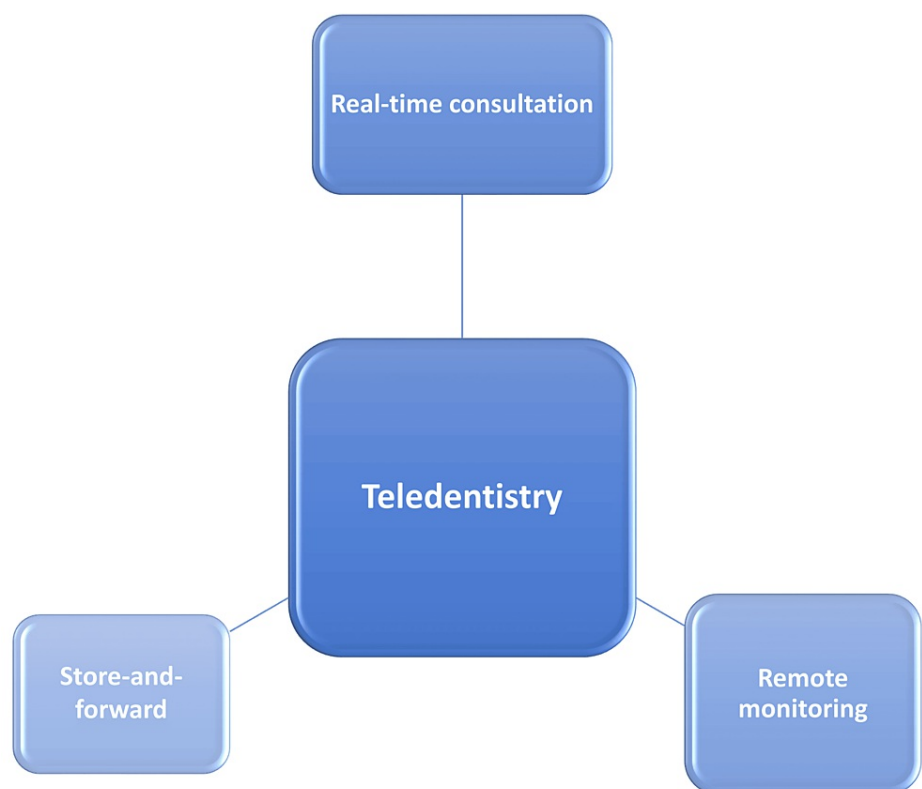 Real-time consultation
Teledentistry
Store-and-
forward
Remote
monitoring